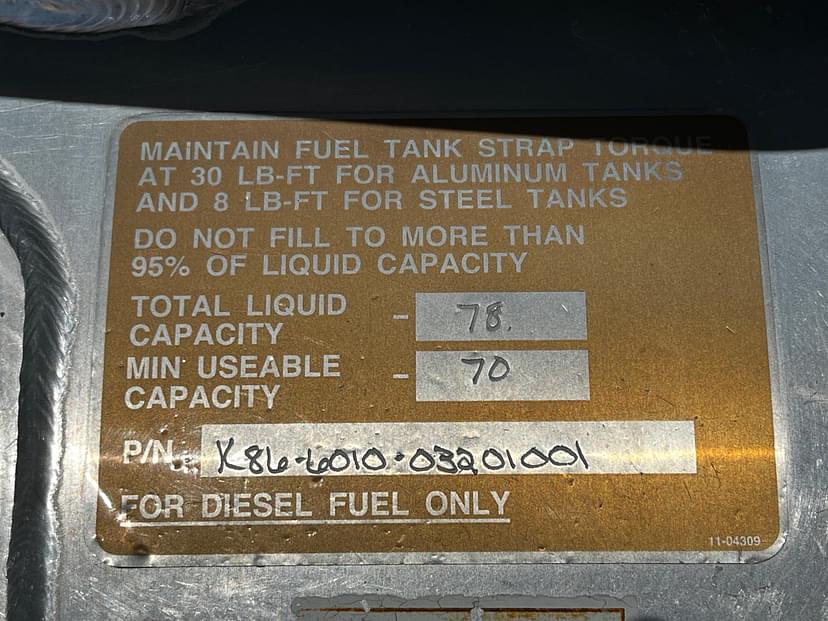 MAINTAIN FUEL TANK STRAP TORQUE
AT 30 LB-FT FOR ALUMINUM TANKS
AND 8 LB-FT FOR STEEL TANKS
DO NOT FILL TO MORE THAN
95% OF LIQUID CAPACITY
TOTAL LIQUID
CAPACITY - 78.
MIN USEABLE
CAPACITY - 70
P/N K86-6010-03201001
FOR DIESEL FUEL ONLY
11-04309